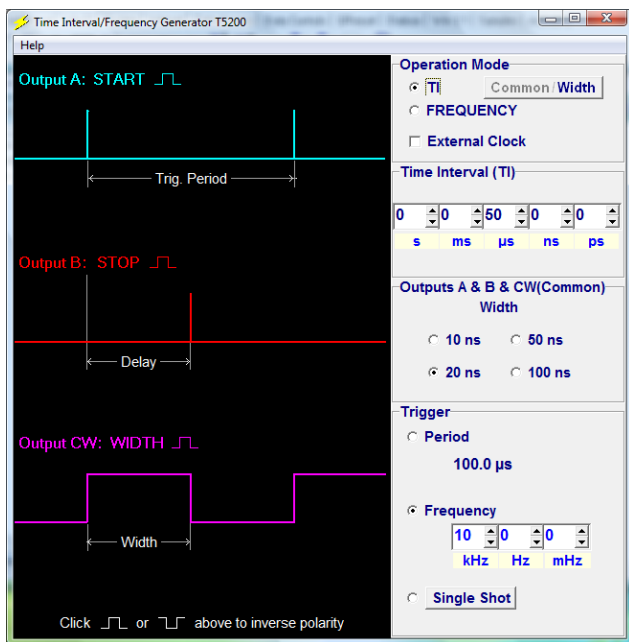 Time Interval/Frequency Generator T5200
Help
Output A: START
Trig. Period
Output B: STOP
Delay
Output CW: WIDTH
Width
Click or above to inverse polarity
Operation Mode
TI Common/Width
FREQUENCY
External Clock
Time Interval (TI)
0 0 50 0 0
s ms µs ns ps
Outputs A & B & CW(Common)
Width
10 ns 50 ns
20 ns 100 ns
Trigger
Period
100.0 µs
Frequency
10 0 0
kHz Hz mHz
Single Shot